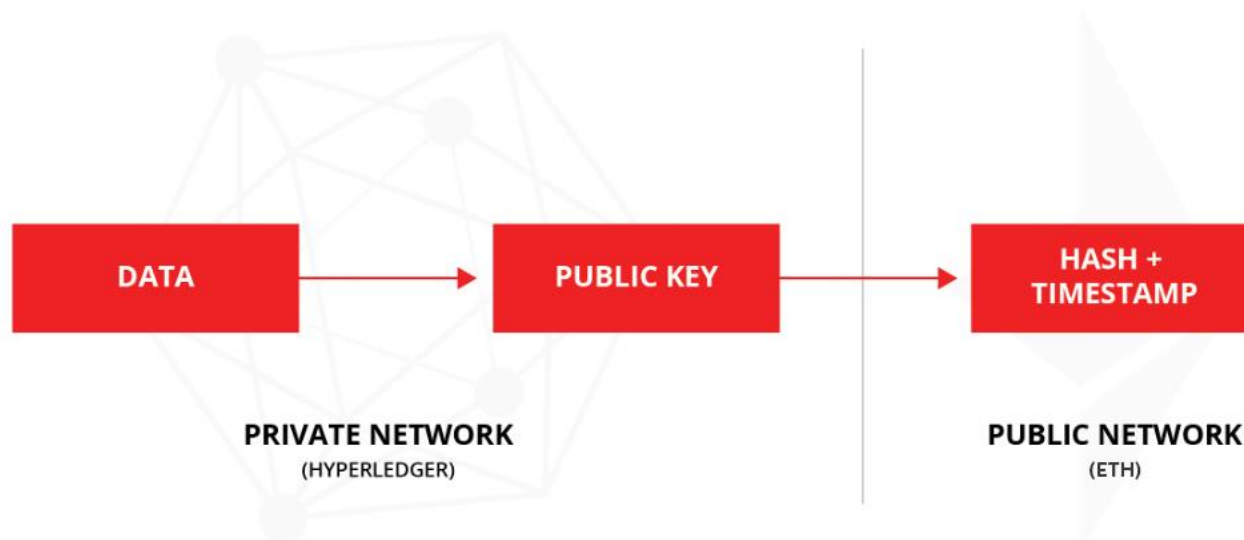 DATA
PUBLIC KEY
HASH +
TIMESTAMP
PRIVATE NETWORK
(HYPERLEDGER)
PUBLIC NETWORK
(ETH)